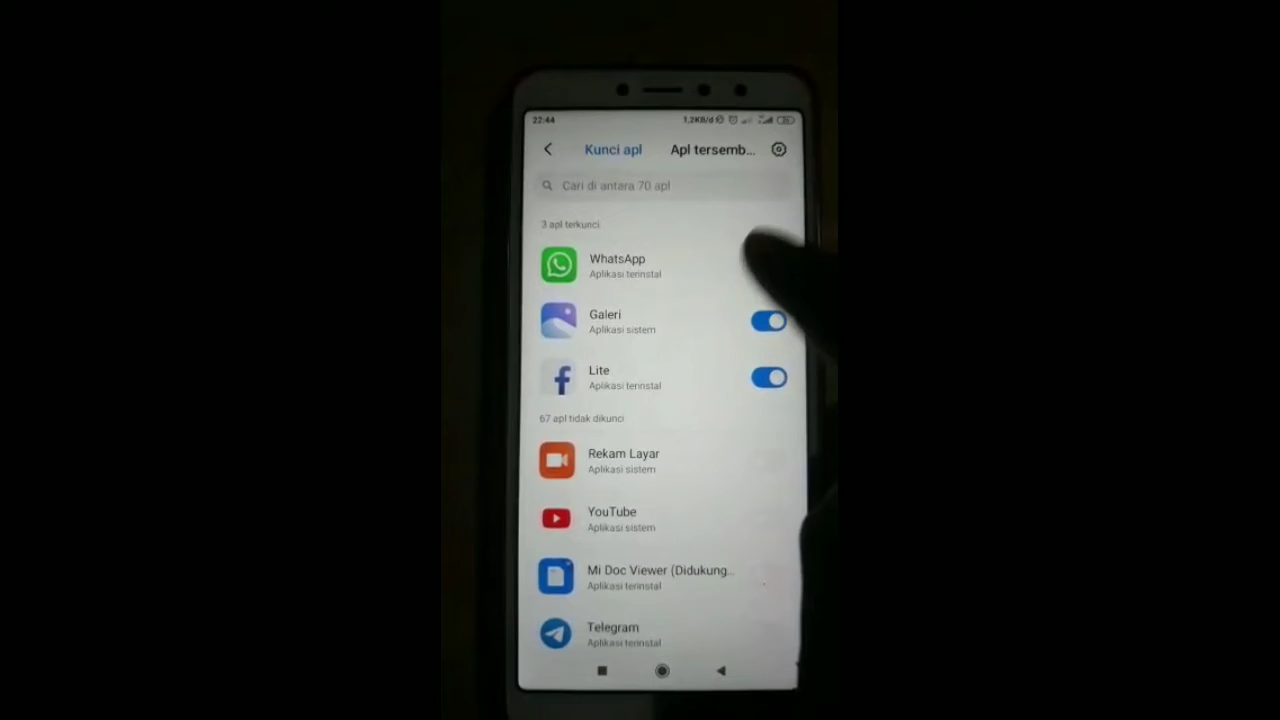 22:44
1,2KB/d
Kunci apl
Apl tersemb...
Cari di antara 70 apl
3 apl terkunci
WhatsApp
Aplikasi terinstal
Galeri
Aplikasi sistem
Lite
Aplikasi terinstal
67 apl tidak dikunci
Rekam Layar
Aplikasi sistem
YouTube
Aplikasi sistem
Mi Doc Viewer (Didukung...
Aplikasi terinstal
Telegram
Aplikasi terinstal